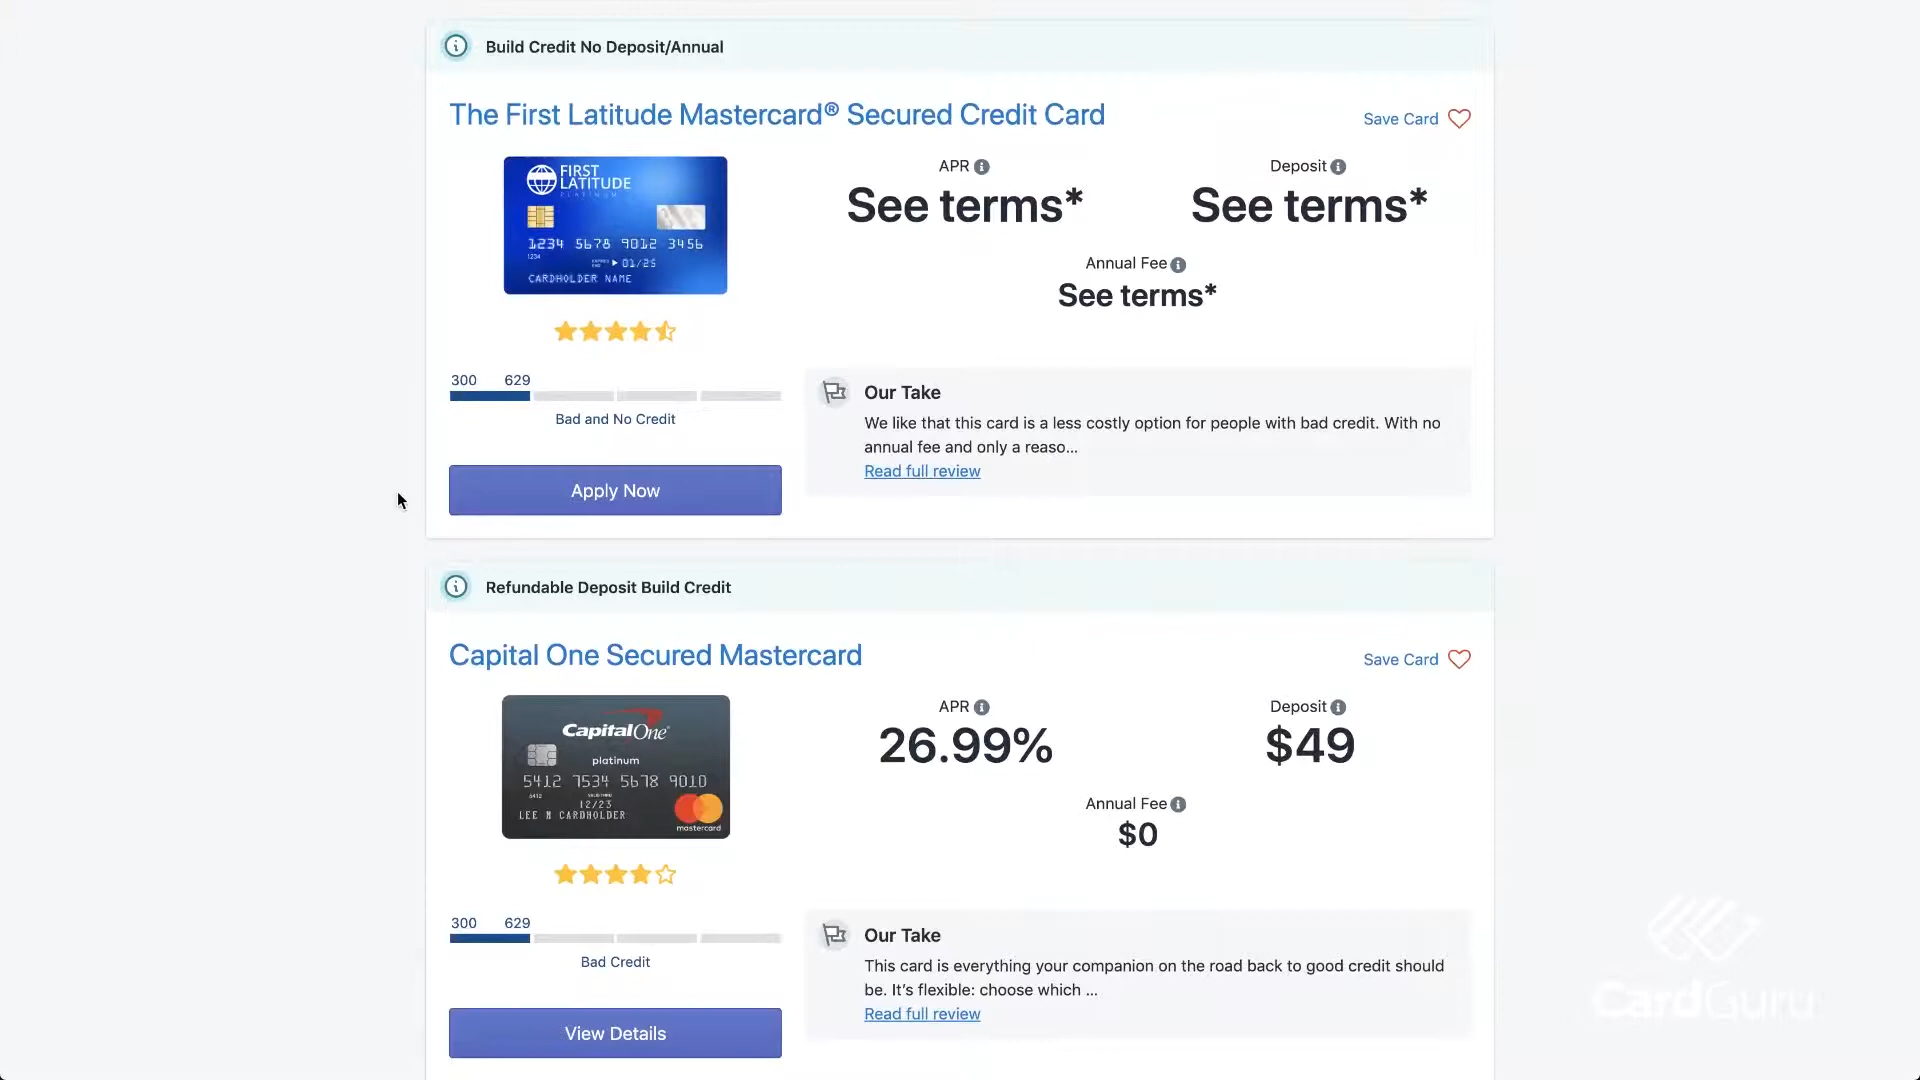 Build Credit No Deposit/Annual
The First Latitude Mastercard® Secured Credit Card
Save Card
FIRST
LATITUDE
PLATINUM
1234 5678 9012 3456
1234
01/25
CARDHOLDER NAME
APR
See terms*
Deposit
See terms*
Annual Fee
See terms*
300 629
Bad and No Credit
Apply Now
Our Take
We like that this card is a less costly option for people with bad credit. With no
annual fee and only a reaso...
Read full review
Refundable Deposit Build Credit
Capital One Secured Mastercard
Save Card
Capital One
platinum
5412 7534 5678 9010
5412
VALID THRU
12/23
LEE M CARDHOLDER
mastercard
APR
26.99%
Deposit
$49
Annual Fee
$0
300 629
Bad Credit
View Details
Our Take
This card is everything your companion on the road back to good credit should
be. It’s flexible: choose which ...
Read full review
CardGuru